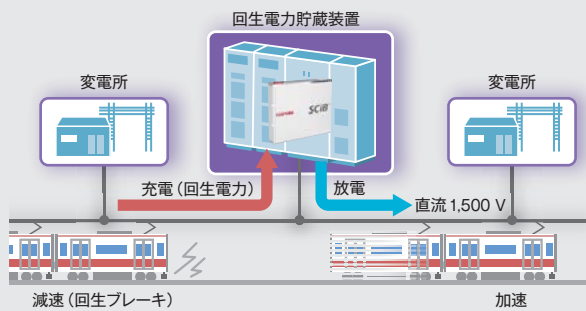 回生電力貯蔵装置
変電所
変電所
TOSHIBA
SCiB
充電(回生電力)
放電
直流 1,500 V
減速(回生ブレーキ)
加速